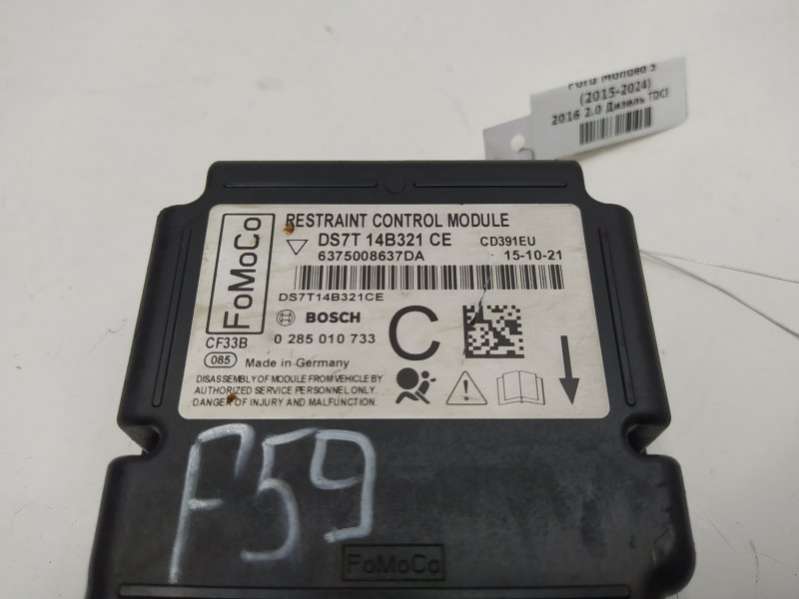 Ford Mondeo 5
(2015-2024)
2016 2.0 Дизель TDCI
FoMoCo
RESTRAINT CONTROL MODULE
DS7T 14B321 CE
CD391EU
6375008637DA
15-10-21
DS7T14B321CE
BOSCH
C
CF33B
0 285 010 733
085
Made in Germany
DISASSEMBLY OF MODULE FROM VEHICLE BY
AUTHORIZED SERVICE PERSONNEL ONLY.
DANGER OF INJURY AND MALFUNCTION.
F59
FoMoCo